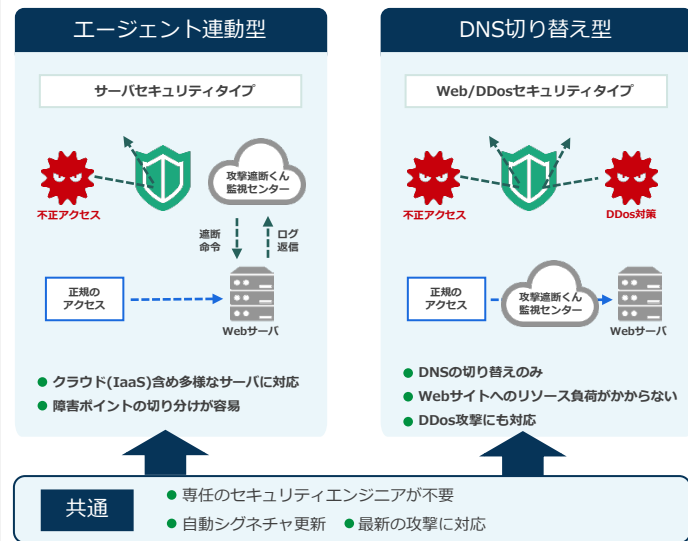 エージェント連動型
サーバセキュリティタイプ
不正アクセス
攻撃遮断くん
監視センター
遮断
命令
ログ
返信
正規の
アクセス
Webサーバ
クラウド(IaaS)含め多様なサーバに対応
障害ポイントの切り分けが容易
DNS切り替え型
Web/DDosセキュリティタイプ
不正アクセス
DDos対策
正規の
アクセス
攻撃遮断くん
監視センター
Webサーバ
DNSの切り替えのみ
Webサイトへのリソース負荷がかからない
DDos攻撃にも対応
共通
専任のセキュリティエンジニアが不要
自動シグネチャ更新 最新の攻撃に対応